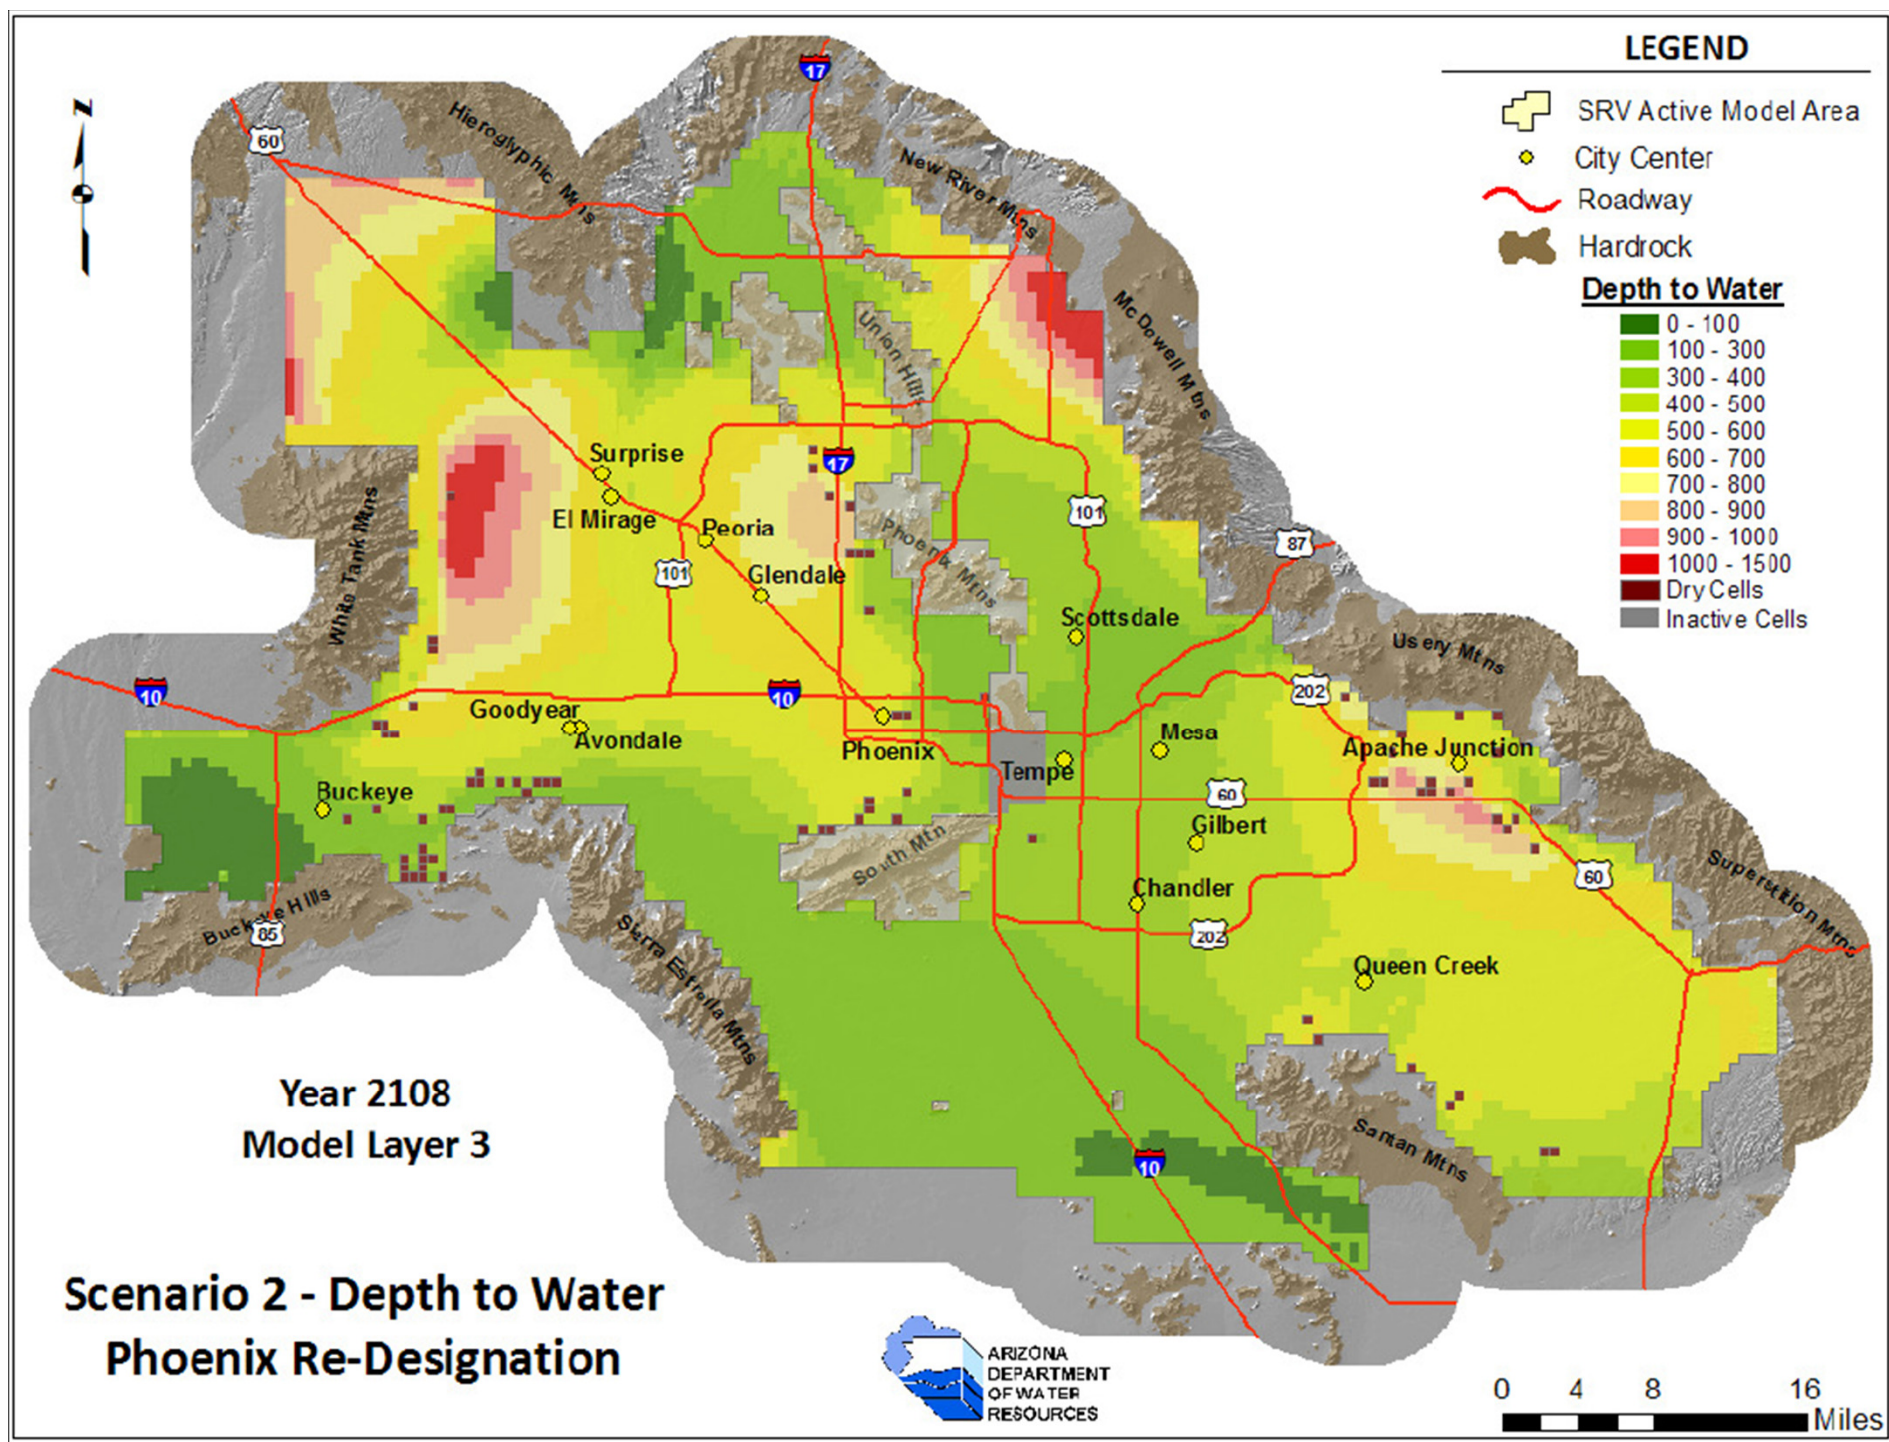 LEGEND
SRV Active Model Area
City Center
Roadway
Hardrock
Depth to Water
0 - 100
100 - 300
300 - 400
400 - 500
500 - 600
600 - 700
700 - 800
800 - 900
900 - 1000
1000 - 1500
Dry Cells
Inactive Cells
N
17
60
Hieroglyphic Mtns
New River Mtns
McDowell Mtns
Union Hills
Surprise
17
El Mirage
Peoria
101
Phoenix Mtns
87
White Tank Mtns
101
Glendale
Scottsdale
Usery Mtns
10
10
202
Goodyear
Avondale
Phoenix
Mesa
Apache Junction
Tempe
Buckeye
60
Gilbert
South Mtn
60
Superstition Mtns
Chandler
Buckeye Hills
85
202
Sierra Estrella Mtns
Queen Creek
Santan Mtns
10
Year 2108
Model Layer 3
Scenario 2 - Depth to Water
Phoenix Re-Designation
ARIZONA
DEPARTMENT
OF WATER
RESOURCES
0 4 8 16
Miles